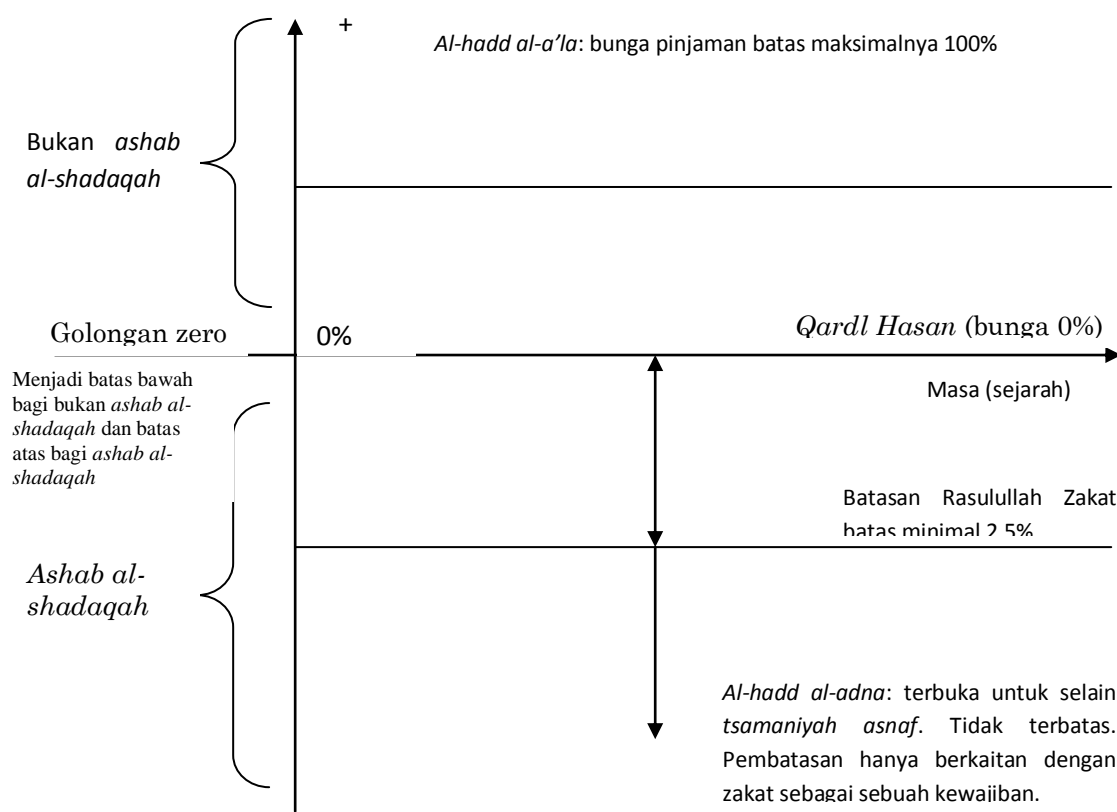 +
Al-hadd al-a'la: bunga pinjaman batas maksimalnya 100%
Bukan ashab
al-shadaqah
Golongan zero
0%
Qardl Hasan (bunga 0%)
Menjadi batas bawah
bagi bukan ashab al-
shadaqah dan batas
atas bagi ashab al-
shadaqah
Masa (sejarah)
Batasan Rasulullah Zakat
batas minimal 2,5%
Ashab al-
shadaqah
Al-hadd al-adna: terbuka untuk selain
tsamaniyah asnaf. Tidak terbatas.
Pembatasan hanya berkaitan dengan
zakat sebagai sebuah kewajiban.